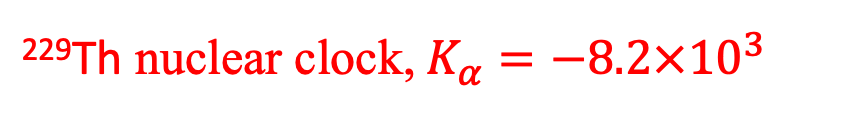 ²²⁹Th nuclear clock, Kα = −8.2×10³